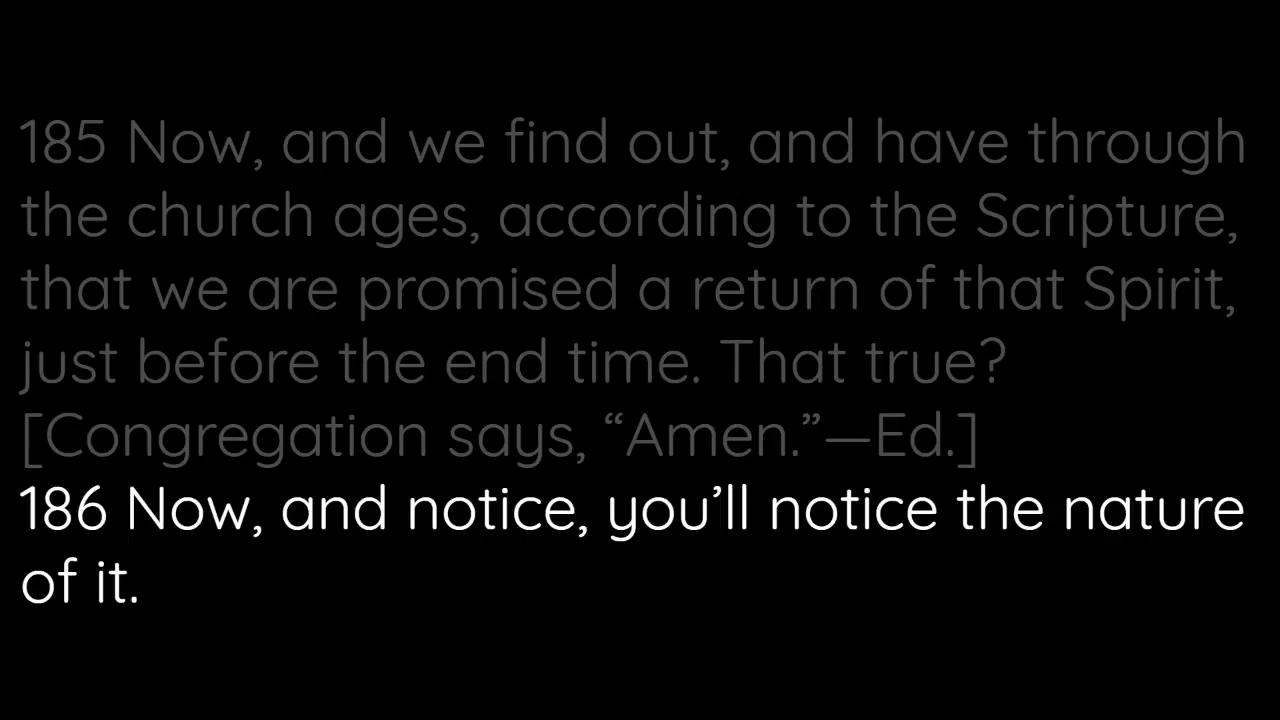 185 Now, and we find out, and have through
the church ages, according to the Scripture,
that we are promised a return of that Spirit,
just before the end time. That true?
[Congregation says, “Amen.”—Ed.]
186 Now, and notice, you’ll notice the nature
of it.